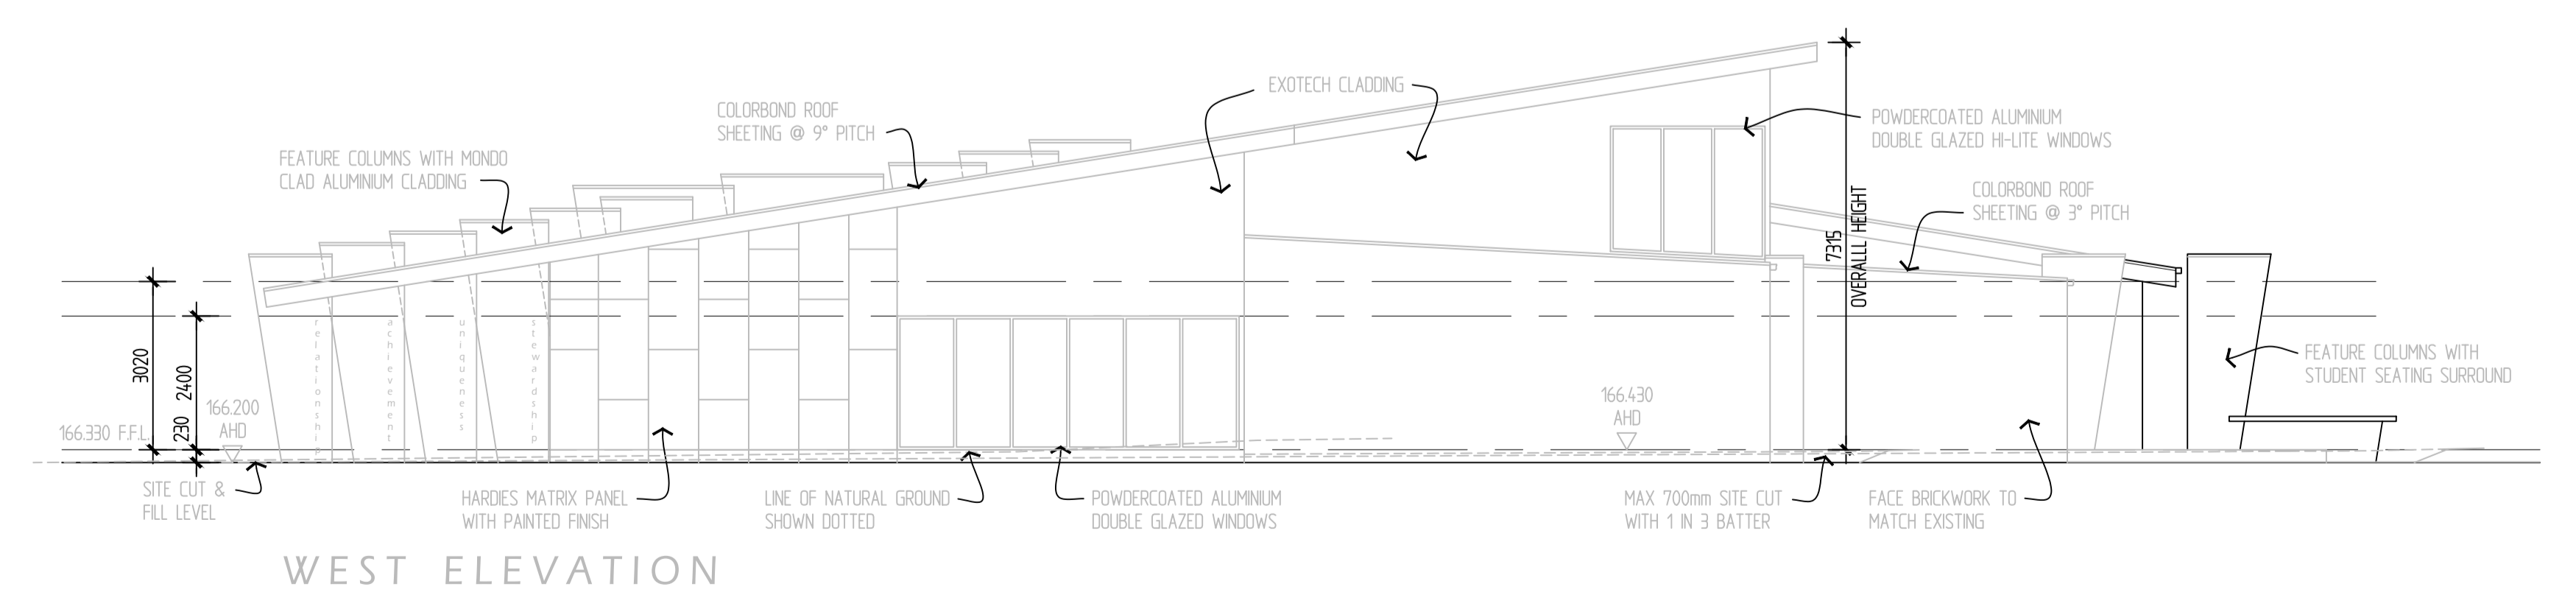 EXOTECH CLADDING
COLORBOND ROOF
SHEETING @ 9° PITCH
POWDERCOATED ALUMINIUM
DOUBLE GLAZED HI-LITE WINDOWS
FEATURE COLUMNS WITH MONDO
CLAD ALUMINIUM CLADDING
COLORBOND ROOF
SHEETING @ 3° PITCH
7315
OVERALL HEIGHT
relationship
achievement
uniqueness
stewardship
3020
2400
230
FEATURE COLUMNS WITH
STUDENT SEATING SURROUND
166.200
AHD
166.430
AHD
166.330 F.F.L.
SITE CUT &
FILL LEVEL
HARDIES MATRIX PANEL
WITH PAINTED FINISH
LINE OF NATURAL GROUND
SHOWN DOTTED
POWDERCOATED ALUMINIUM
DOUBLE GLAZED WINDOWS
MAX 700mm SITE CUT
WITH 1 IN 3 BATTER
FACE BRICKWORK TO
MATCH EXISTING
WEST ELEVATION